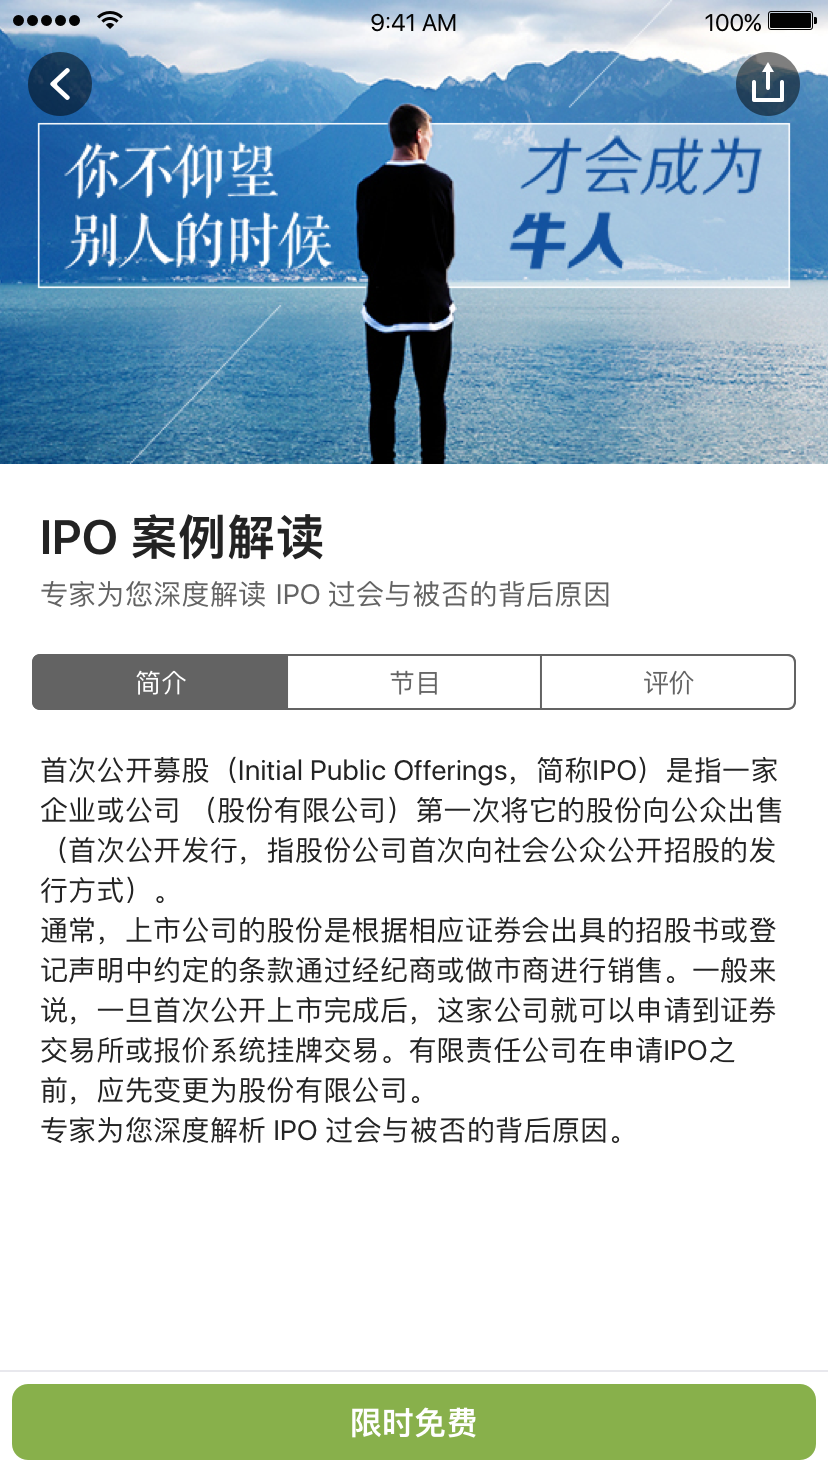 9:41 AM
100%
你不仰望
别人的时候
才会成为
牛人
IPO 案例解读
专家为您深度解读 IPO 过会与被否的背后原因
简介
节目
评价
首次公开募股（Initial Public Offerings，简称IPO）是指一家
企业或公司 （股份有限公司）第一次将它的股份向公众出售
（首次公开发行，指股份公司首次向社会公众公开招股的发
行方式）。
通常，上市公司的股份是根据相应证券会出具的招股书或登
记声明中约定的条款通过经纪商或做市商进行销售。一般来
说，一旦首次公开上市完成后，这家公司就可以申请到证券
交易所或报价系统挂牌交易。有限责任公司在申请IPO之
前，应先变更为股份有限公司。
专家为您深度解析 IPO 过会与被否的背后原因。
限时免费